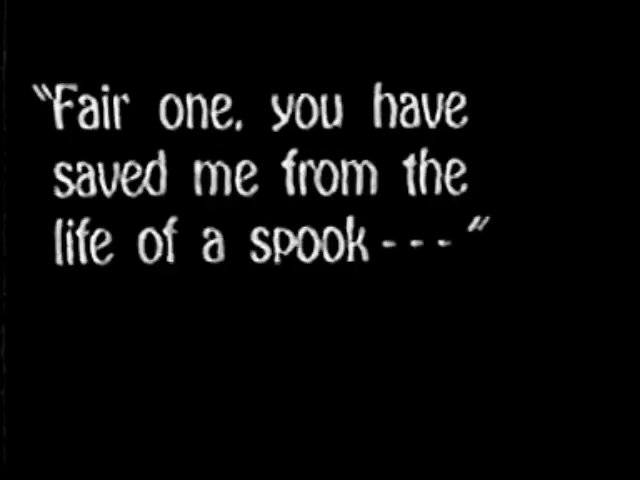 "Fair one, you have
saved me from the
life of a spook---"